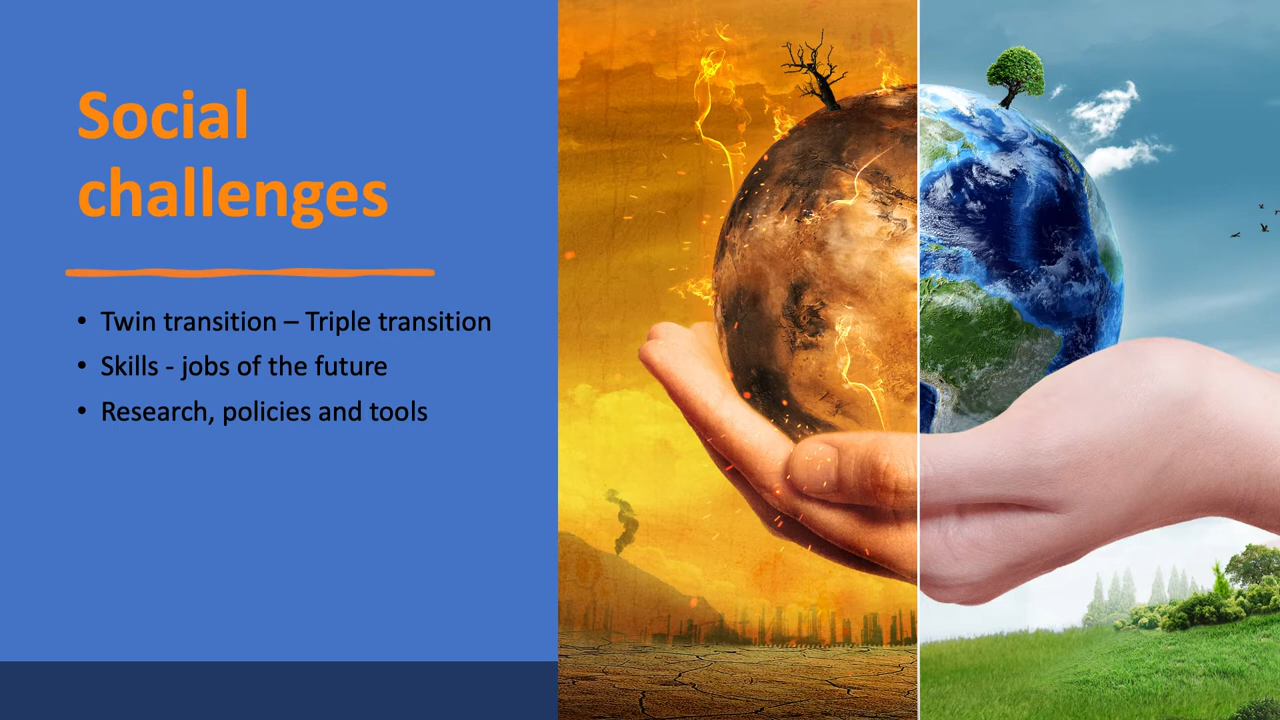 Social
challenges
• Twin transition – Triple transition
• Skills - jobs of the future
• Research, policies and tools